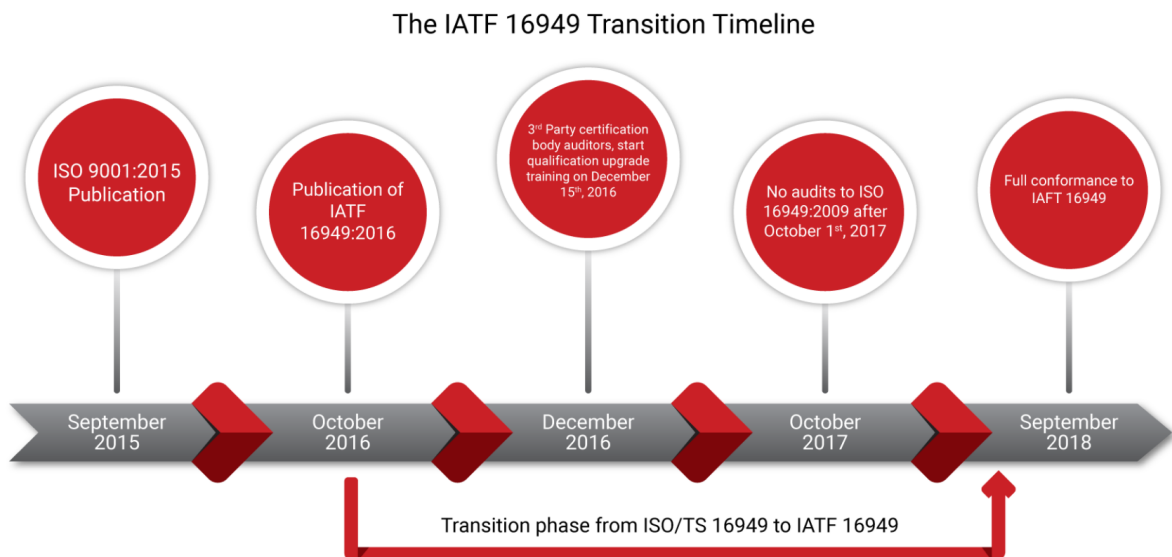 The IATF 16949 Transition Timeline
ISO 9001:2015
Publication
Publication of
IATF
16949:2016
3rd Party certification
body auditors, start
qualification upgrade
training on December
15th, 2016
No audits to ISO
16949:2009 after
October 1st, 2017
Full conformance to
IAFT 16949
September
2015
October
2016
December
2016
October
2017
September
2018
Transition phase from ISO/TS 16949 to IATF 16949